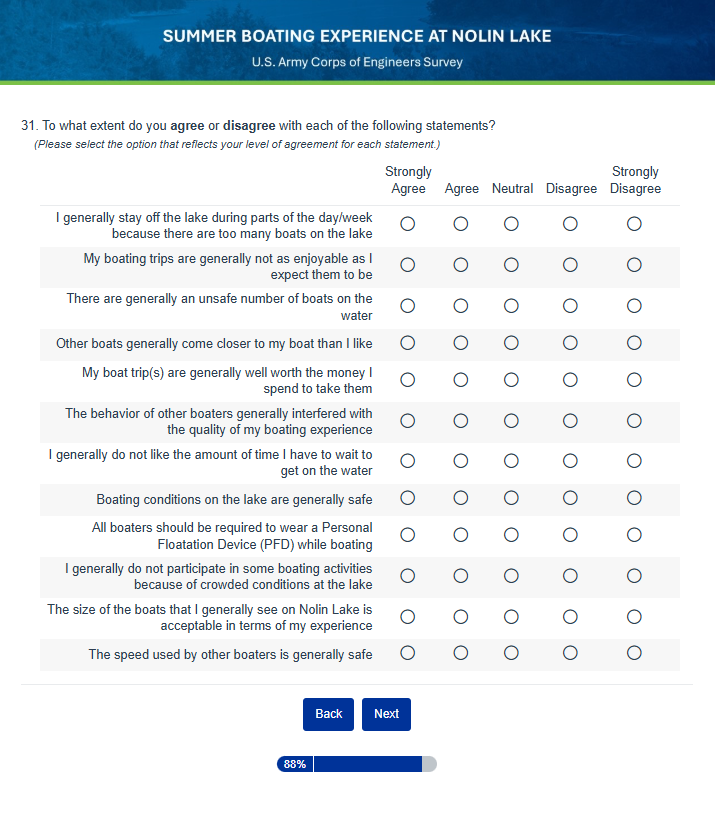 SUMMER BOATING EXPERIENCE AT NOLIN LAKE
U.S. Army Corps of Engineers Survey
31. To what extent do you agree or disagree with each of the following statements?
(Please select the option that reflects your level of agreement for each statement.)
Strongly Agree Agree Neutral Disagree Strongly Disagree
I generally stay off the lake during parts of the day/week
because there are too many boats on the lake
My boating trips are generally not as enjoyable as I
expect them to be
There are generally an unsafe number of boats on the
water
Other boats generally come closer to my boat than I like
My boat trip(s) are generally well worth the money I
spend to take them
The behavior of other boaters generally interfered with
the quality of my boating experience
I generally do not like the amount of time I have to wait to
get on the water
Boating conditions on the lake are generally safe
All boaters should be required to wear a Personal
Floatation Device (PFD) while boating
I generally do not participate in some boating activities
because of crowded conditions at the lake
The size of the boats that I generally see on Nolin Lake is
acceptable in terms of my experience
The speed used by other boaters is generally safe
Back Next
88%